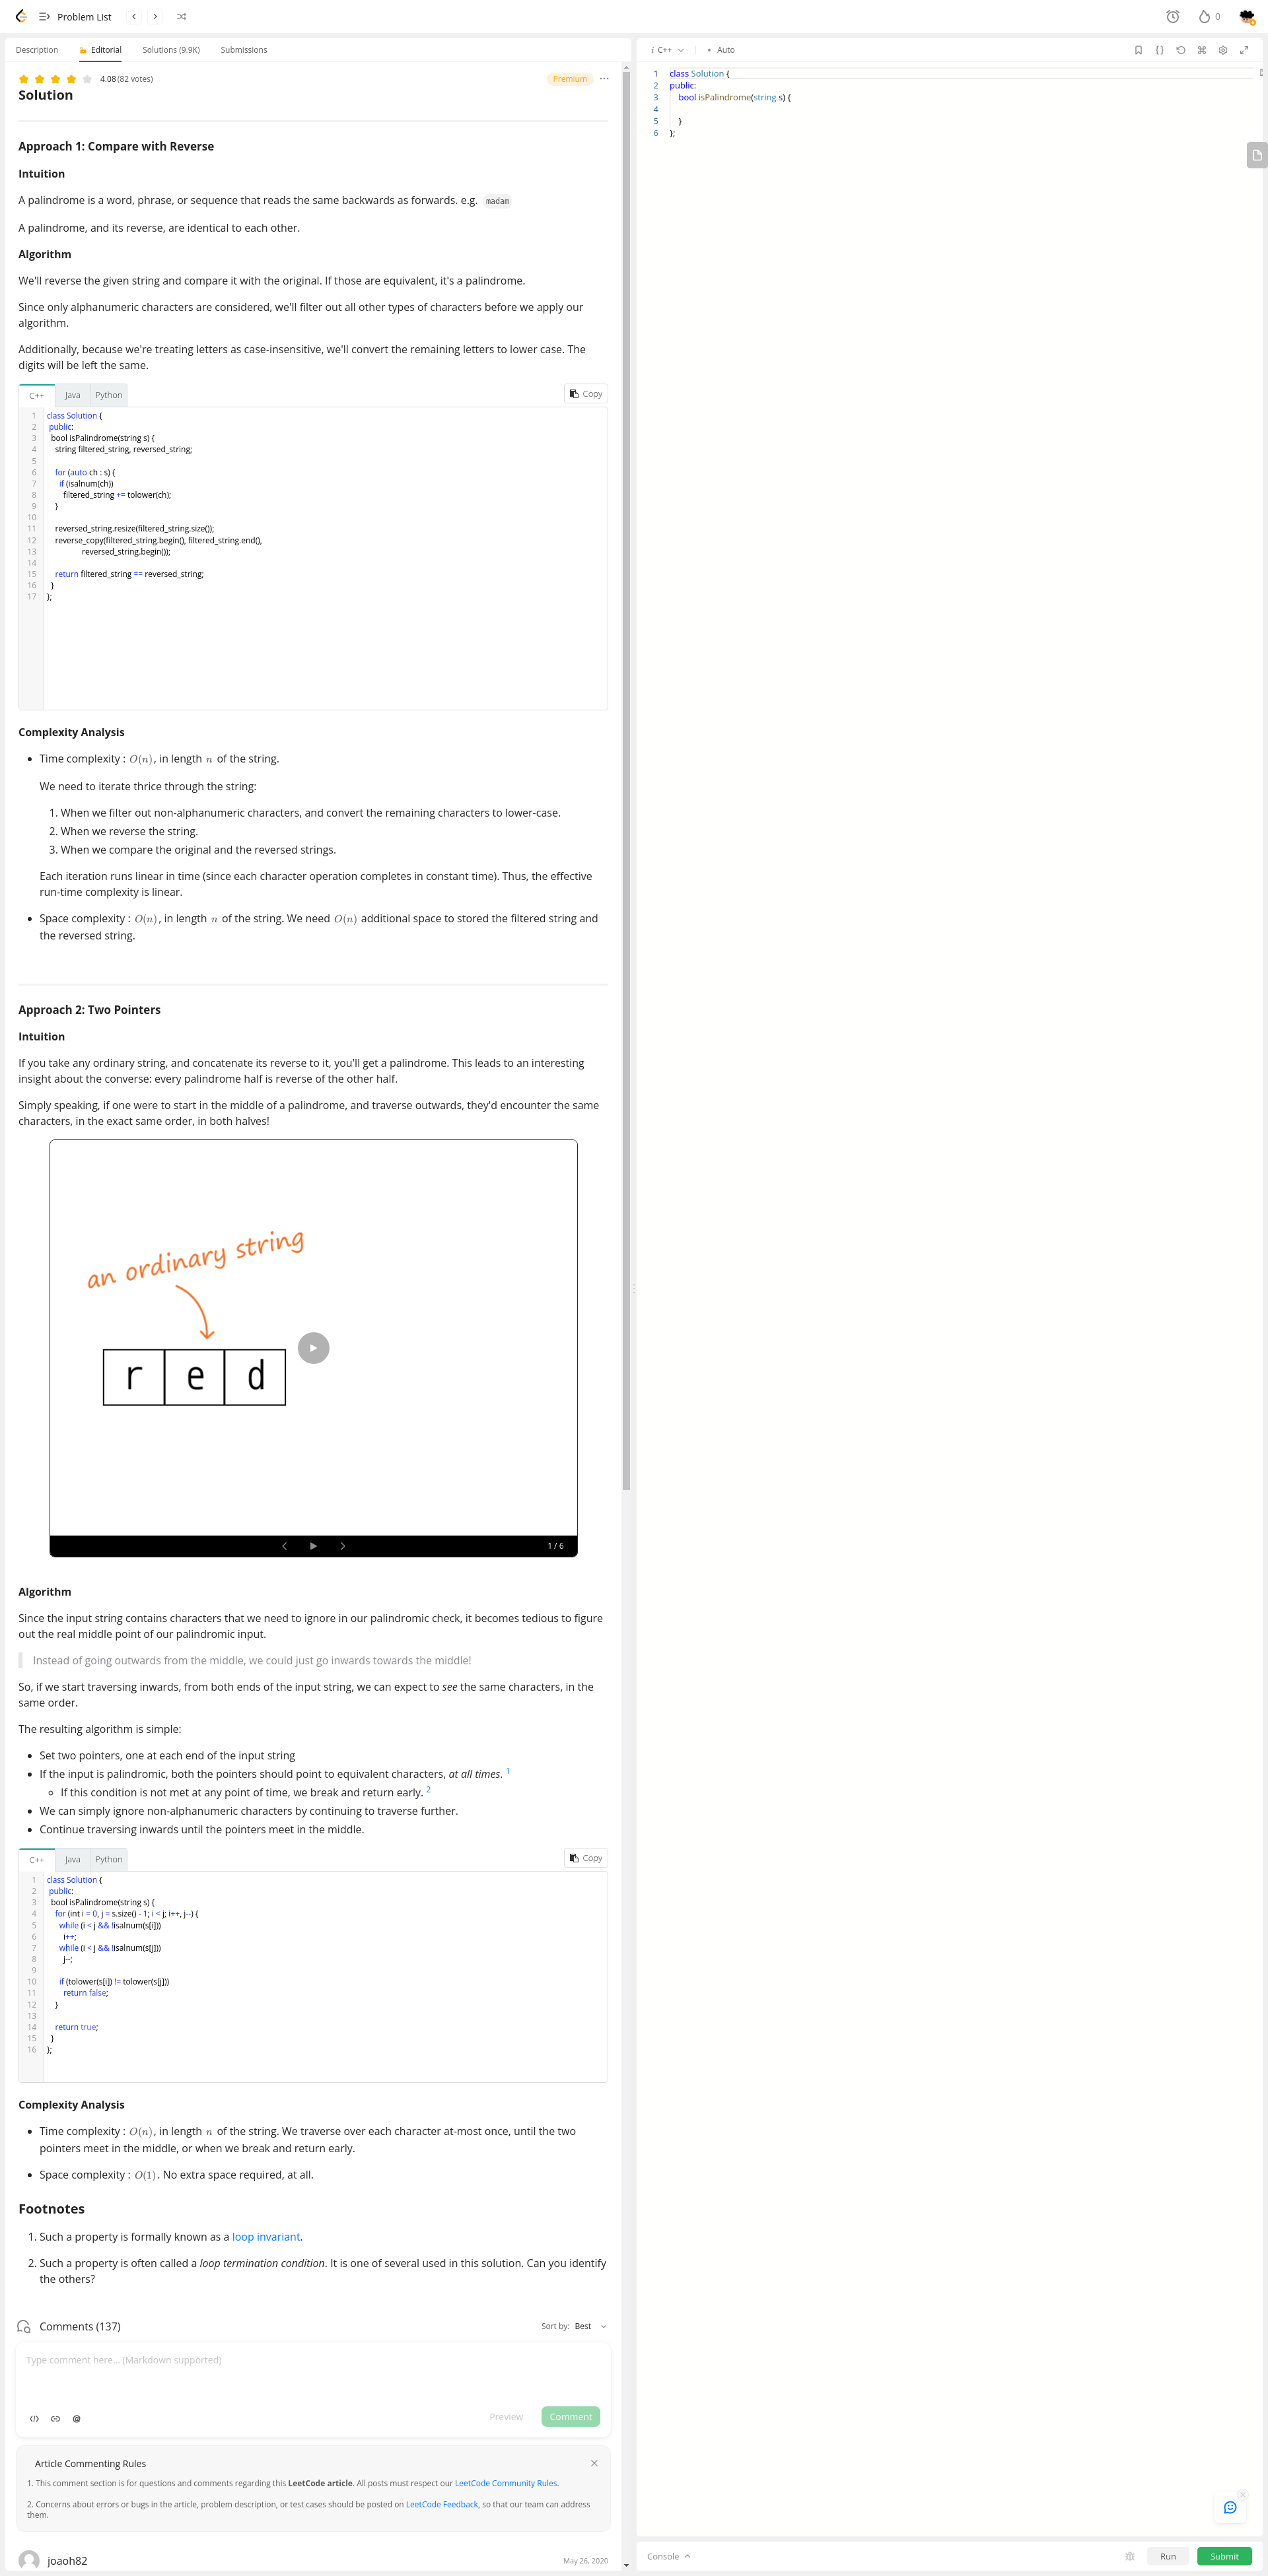 Problem List
0
Description
Editorial
Solutions (9.9K)
Submissions
4.08 (82 votes)
Premium
Solution
Approach 1: Compare with Reverse
Intuition
A palindrome is a word, phrase, or sequence that reads the same backwards as forwards. e.g. madam
A palindrome, and its reverse, are identical to each other.
Algorithm
We'll reverse the given string and compare it with the original. If those are equivalent, it's a palindrome.
Since only alphanumeric characters are considered, we'll filter out all other types of characters before we apply our
algorithm.
Additionally, because we're treating letters as case-insensitive, we'll convert the remaining letters to lower case. The
digits will be left the same.
C++ Java Python Copy
1 class Solution {
2 public:
3 bool isPalindrome(string s) {
4 string filtered_string, reversed_string;
5
6 for (auto ch : s) {
7 if (isalnum(ch))
8 filtered_string += tolower(ch);
9 }
10
11 reversed_string.resize(filtered_string.size());
12 reverse_copy(filtered_string.begin(), filtered_string.end(),
13 reversed_string.begin());
14
15 return filtered_string == reversed_string;
16 }
17 };
Complexity Analysis
• Time complexity : O(n), in length n of the string.
We need to iterate thrice through the string:
1. When we filter out non-alphanumeric characters, and convert the remaining characters to lower-case.
2. When we reverse the string.
3. When we compare the original and the reversed strings.
Each iteration runs linear in time (since each character operation completes in constant time). Thus, the effective
run-time complexity is linear.
• Space complexity : O(n), in length n of the string. We need O(n) additional space to stored the filtered string and
the reversed string.
Approach 2: Two Pointers
Intuition
If you take any ordinary string, and concatenate its reverse to it, you'll get a palindrome. This leads to an interesting
insight about the converse: every palindrome half is reverse of the other half.
Simply speaking, if one were to start in the middle of a palindrome, and traverse outwards, they'd encounter the same
characters, in the exact same order, in both halves!
an ordinary string
r e d
1 / 6
Algorithm
Since the input string contains characters that we need to ignore in our palindromic check, it becomes tedious to figure
out the real middle point of our palindromic input.
Instead of going outwards from the middle, we could just go inwards towards the middle!
So, if we start traversing inwards, from both ends of the input string, we can expect to see the same characters, in the
same order.
The resulting algorithm is simple:
• Set two pointers, one at each end of the input string
• If the input is palindromic, both the pointers should point to equivalent characters, at all times. 1
◦ If this condition is not met at any point of time, we break and return early. 2
• We can simply ignore non-alphanumeric characters by continuing to traverse further.
• Continue traversing inwards until the pointers meet in the middle.
C++ Java Python Copy
1 class Solution {
2 public:
3 bool isPalindrome(string s) {
4 for (int i = 0, j = s.size() - 1; i < j; i++, j--) {
5 while (i < j && !isalnum(s[i]))
6 i++;
7 while (i < j && !isalnum(s[j]))
8 j--;
9
10 if (tolower(s[i]) != tolower(s[j]))
11 return false;
12 }
13
14 return true;
15 }
16 };
Complexity Analysis
• Time complexity : O(n), in length n of the string. We traverse over each character at-most once, until the two
pointers meet in the middle, or when we break and return early.
• Space complexity : O(1). No extra space required, at all.
Footnotes
1. Such a property is formally known as a loop invariant.
2. Such a property is often called a loop termination condition. It is one of several used in this solution. Can you identify
the others?
Comments (137)
Sort by: Best
Type comment here... (Markdown supported)
Preview
Comment
Article Commenting Rules
1. This comment section is for questions and comments regarding this LeetCode article. All posts must respect our LeetCode Community Rules.
2. Concerns about errors or bugs in the article, problem description, or test cases should be posted on LeetCode Feedback, so that our team can address
them.
joaoh82
May 26, 2020
i C++
• Auto
1 class Solution {
2 public:
3 bool isPalindrome(string s) {
4
5 }
6 };
Console
Run
Submit